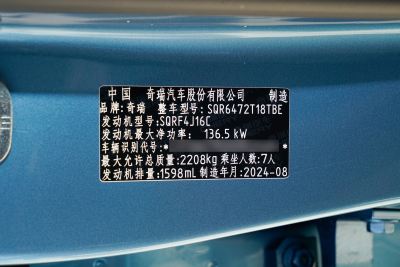 中国 奇瑞汽车股份有限公司 制造
品牌:奇瑞 整车型号:SQR6472T18TBE
发动机型号:SQRF4J16C
发动机最大净功率: 136.5 kW
车辆识别代号:* *
最大允许总质量:2208kg 乘坐人数:7人
发动机排量:1598mL 制造年月:2024-08